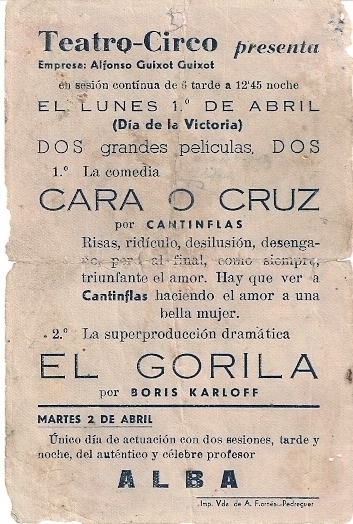 Teatro-Circo presenta
Empresa: Alfonso Guixot Guixot
en sesión contínua de 6 tarde a 12'45 noche
EL LUNES 1.º DE ABRIL
(Día de la Victoria)
DOS grandes películas, DOS
1.º La comedia
CARA O CRUZ
por CANTINFLAS
Risas, ridículo, desilusión, desenga-
ño, pero al final, como siempre,
triunfante el amor. Hay que ver a
Cantinflas haciendo el amor a una
bella mujer.
2.º La superproducción dramática
EL GORILA
por BORIS KARLOFF
MARTES 2 DE ABRIL
Único día de actuación con dos sesiones, tarde y
noche, del auténtico y célebre profesor
ALBA
Imp. Vda. de A. Fornés.-Pedreguer